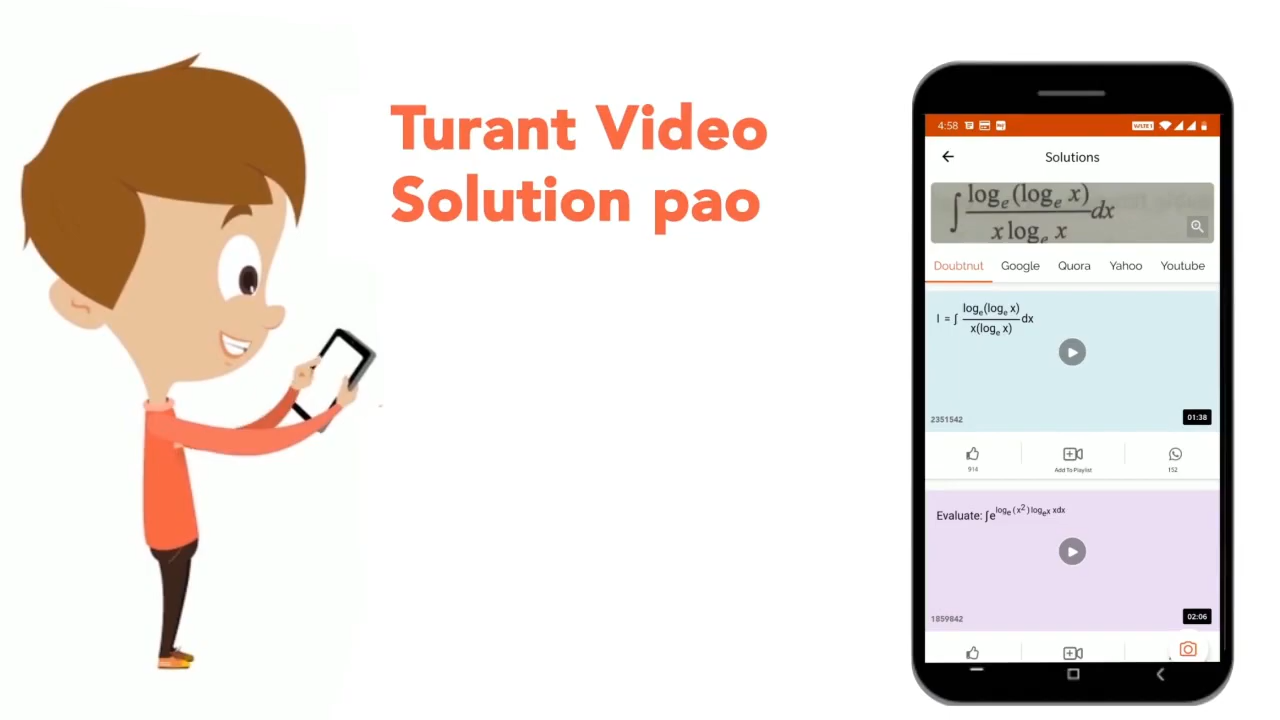 Turant Video
Solution pao
4:58
Solutions
∫ logₑ(logₑ x) / x logₑ x dx
Doubtnut Google Quora Yahoo Youtube
I = ∫ logₑ(logₑ x) / x(logₑ x) dx
2351542 01:38
914 Add To Playlist 152
Evaluate: ∫e^logₑ(x²)logₑx xdx
1859842 02:06